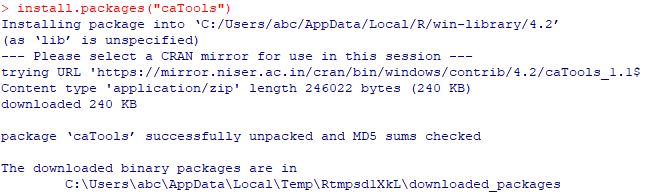 > install.packages("caTools")
Installing package into ‘C:/Users/abc/AppData/Local/R/win-library/4.2’
(as ‘lib’ is unspecified)
--- Please select a CRAN mirror for use in this session ---
trying URL 'https://mirror.niser.ac.in/cran/bin/windows/contrib/4.2/caTools_1.1$
Content type 'application/zip' length 246022 bytes (240 KB)
downloaded 240 KB
package ‘caTools’ successfully unpacked and MD5 sums checked
The downloaded binary packages are in
C:\Users\abc\AppData\Local\Temp\Rtmpsd1XkL\downloaded_packages